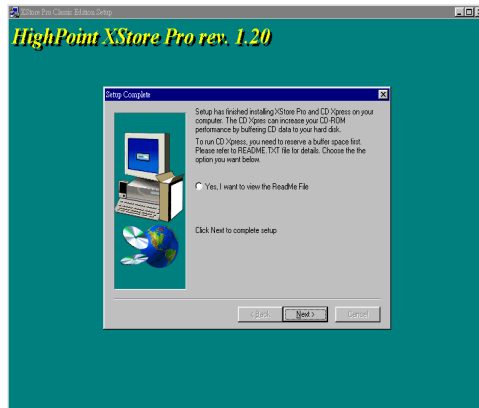 XStore Pro Classic Edition Setup
HighPoint XStore Pro rev. 1.20
Setup Complete
Setup has finished installing XStore Pro and CD Xpress on your
computer. The CD Xpres can increase your CD-ROM
performance by buffering CD data to your hard disk.
To run CD Xpress, you need to reserve a buffer space first.
Please refer to README.TXT file for details. Choose the the
option you want below.
Yes, I want to view the ReadMe File
Click Next to complete setup
< Back
Next >
Cancel